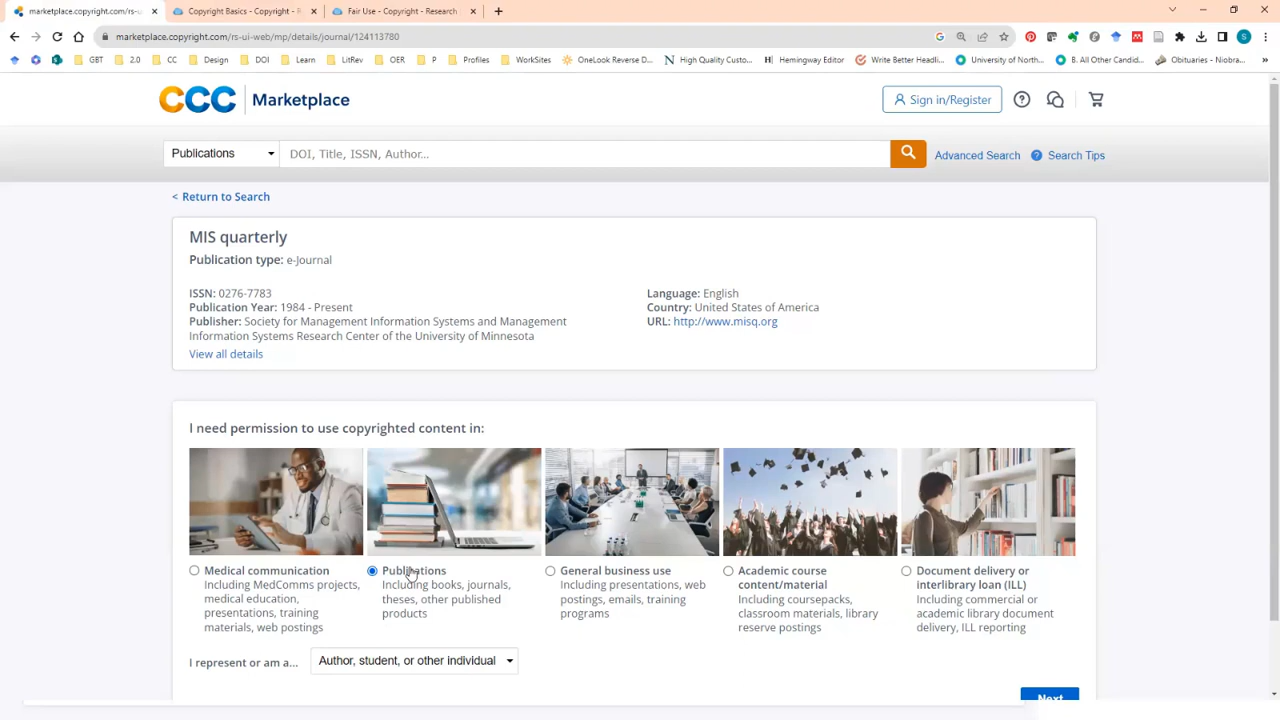 marketplace.copyright.com/rs-u
Copyright Basics - Copyright - R
Fair Use - Copyright - Research
marketplace.copyright.com/rs-ui-web/mp/details/journal/124113780
GBT
2.0
CC
Design
DOI
Learn
LitRev
OER
P
Profiles
WorkSites
OneLook Reverse D...
High Quality Custo...
Hemingway Editor
Write Better Headli...
University of North...
B. All Other Candid...
Obituaries – Niobra...
CCC Marketplace
Sign in/Register
Publications
DOI, Title, ISSN, Author...
Advanced Search
Search Tips
< Return to Search
MIS quarterly
Publication type: e-Journal
ISSN: 0276-7783
Publication Year: 1984 - Present
Publisher: Society for Management Information Systems and Management
Information Systems Research Center of the University of Minnesota
View all details
Language: English
Country: United States of America
URL: http://www.misq.org
I need permission to use copyrighted content in:
Medical communication
Including MedComms projects,
medical education,
presentations, training
materials, web postings
Publications
Including books, journals,
theses, other published
products
General business use
Including presentations, web
postings, emails, training
programs
Academic course
content/material
Including coursepacks,
classroom materials, library
reserve postings
Document delivery or
interlibrary loan (ILL)
Including commercial or
academic library document
delivery, ILL reporting
I represent or am a...
Author, student, or other individual
Next